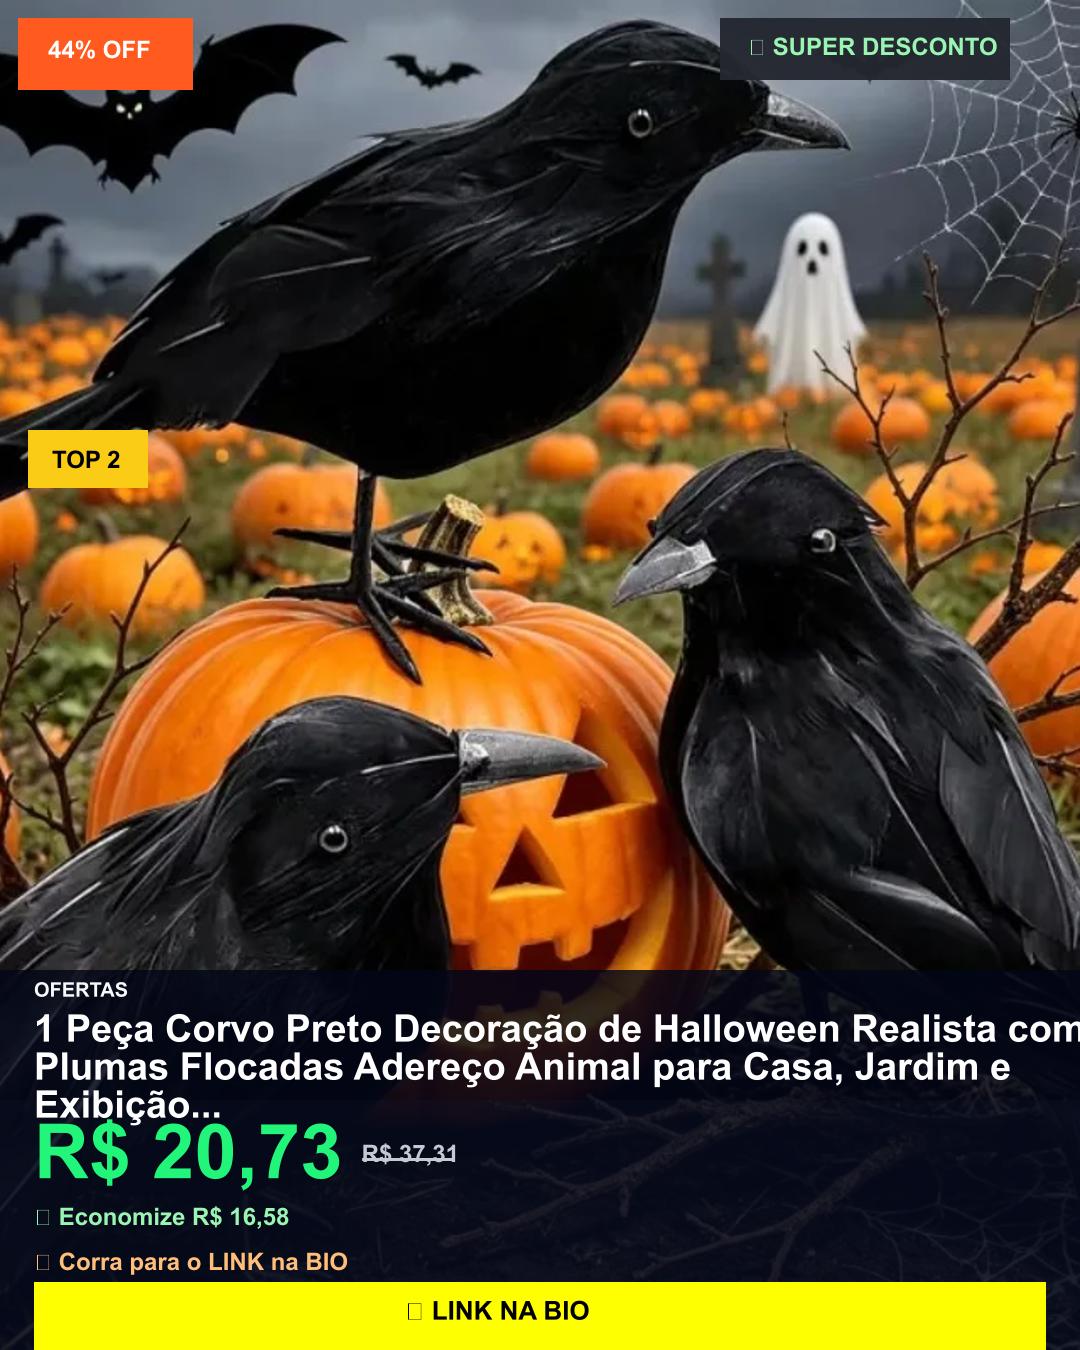 44% OFF
SUPER DESCONTO
TOP 2
OFERTAS
1 Peça Corvo Preto Decoração de Halloween Realista com
Plumas Flocadas Adereço Animal para Casa, Jardim e
Exibição...
R$ 20,73 R$ 37,31
Economize R$ 16,58
Corra para o LINK na BIO
LINK NA BIO